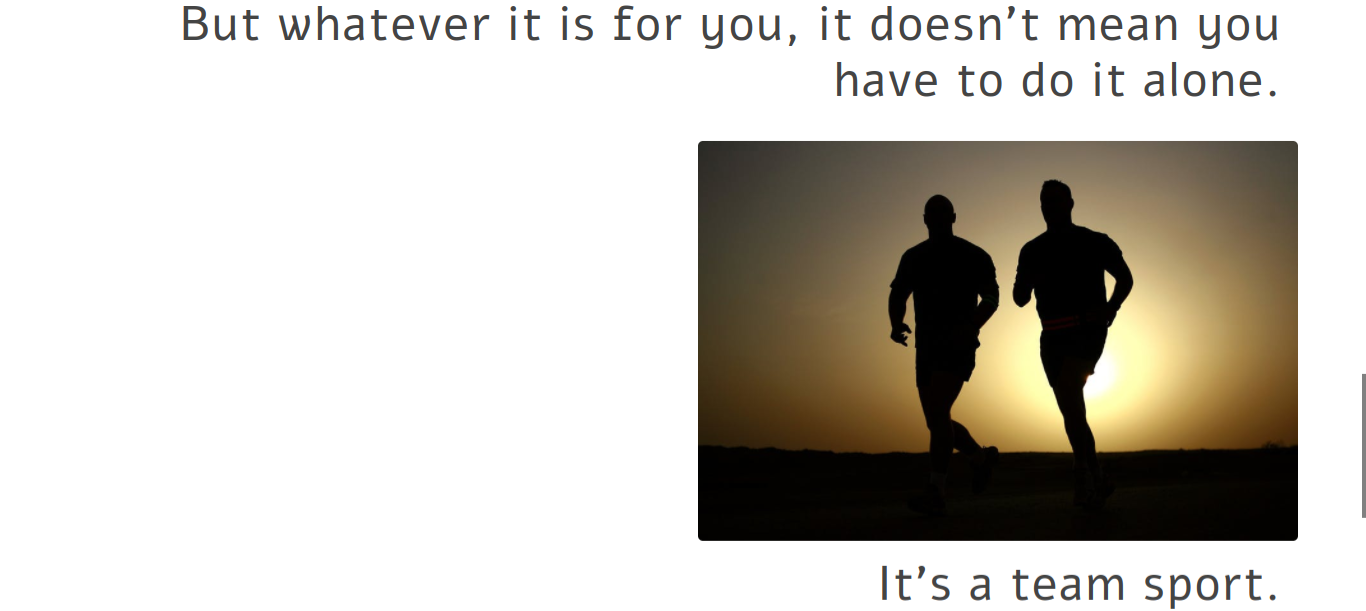 But whatever it is for you, it doesn’t mean you
have to do it alone.
It’s a team sport.